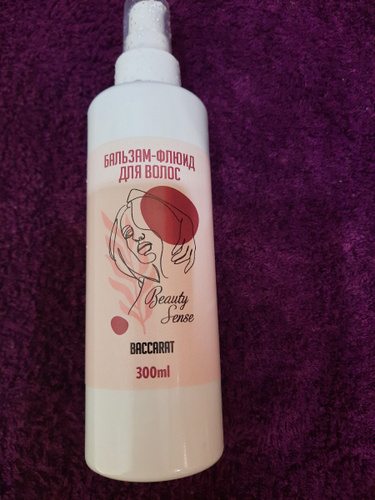 БАЛЬЗАМ-ФЛЮИД
ДЛЯ ВОЛОС
Beauty
Sense
BACCARAT
300ml